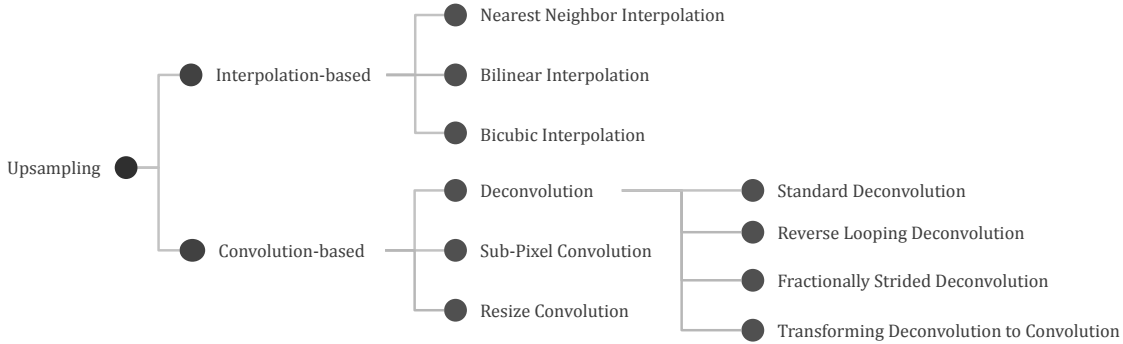 Upsampling
Interpolation-based
Nearest Neighbor Interpolation
Bilinear Interpolation
Bicubic Interpolation
Convolution-based
Deconvolution
Standard Deconvolution
Reverse Looping Deconvolution
Fractionally Strided Deconvolution
Transforming Deconvolution to Convolution
Sub-Pixel Convolution
Resize Convolution